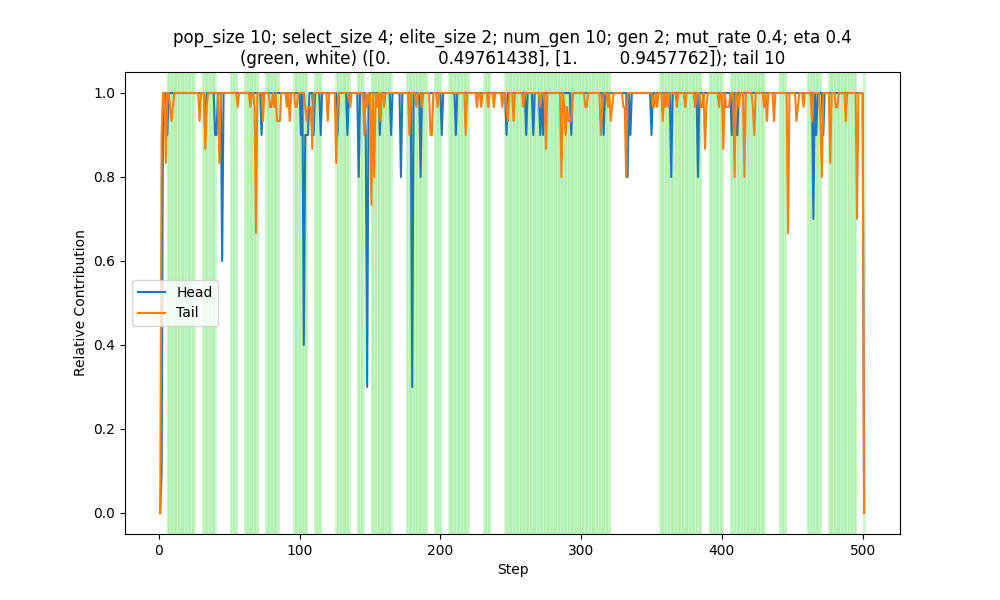 pop_size 10; select_size 4; elite_size 2; num_gen 10; gen 2; mut_rate 0.4; eta 0.4
(green, white) ([0.         0.49761438], [1.        0.9457762]); tail 10
1.0
0.8
0.6
0.4
0.2
0.0
Relative Contribution
Head
Tail
0
100
200
300
400
500
Step